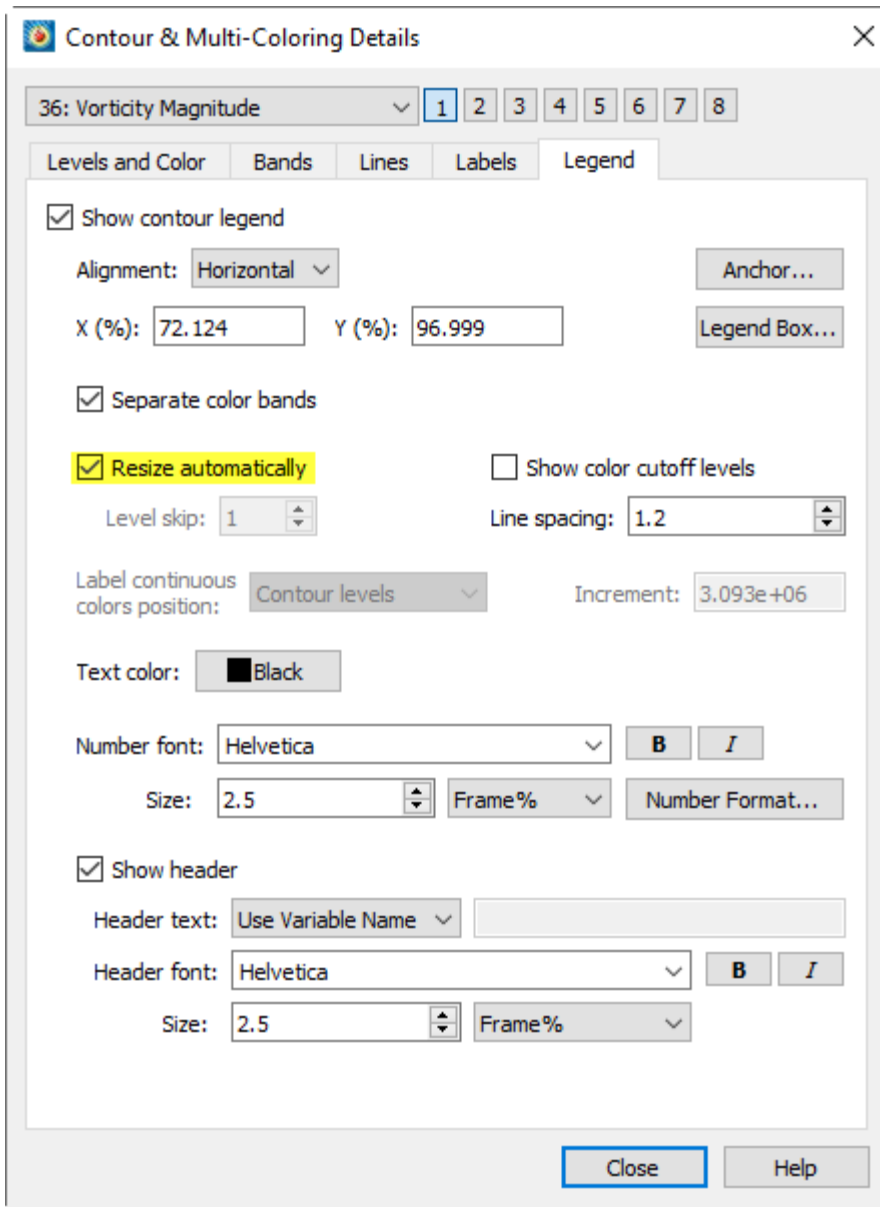 Contour & Multi-Coloring Details
36: Vorticity Magnitude 1 2 3 4 5 6 7 8
Levels and Color Bands Lines Labels Legend
Show contour legend
Alignment: Horizontal Anchor...
X (%): 72.124 Y (%): 96.999 Legend Box...
Separate color bands
Resize automatically Show color cutoff levels
Level skip: 1 Line spacing: 1.2
Label continuous
colors position: Contour levels Increment: 3.093e+06
Text color: Black
Number font: Helvetica B I
Size: 2.5 Frame% Number Format...
Show header
Header text: Use Variable Name
Header font: Helvetica B I
Size: 2.5 Frame%
Close Help